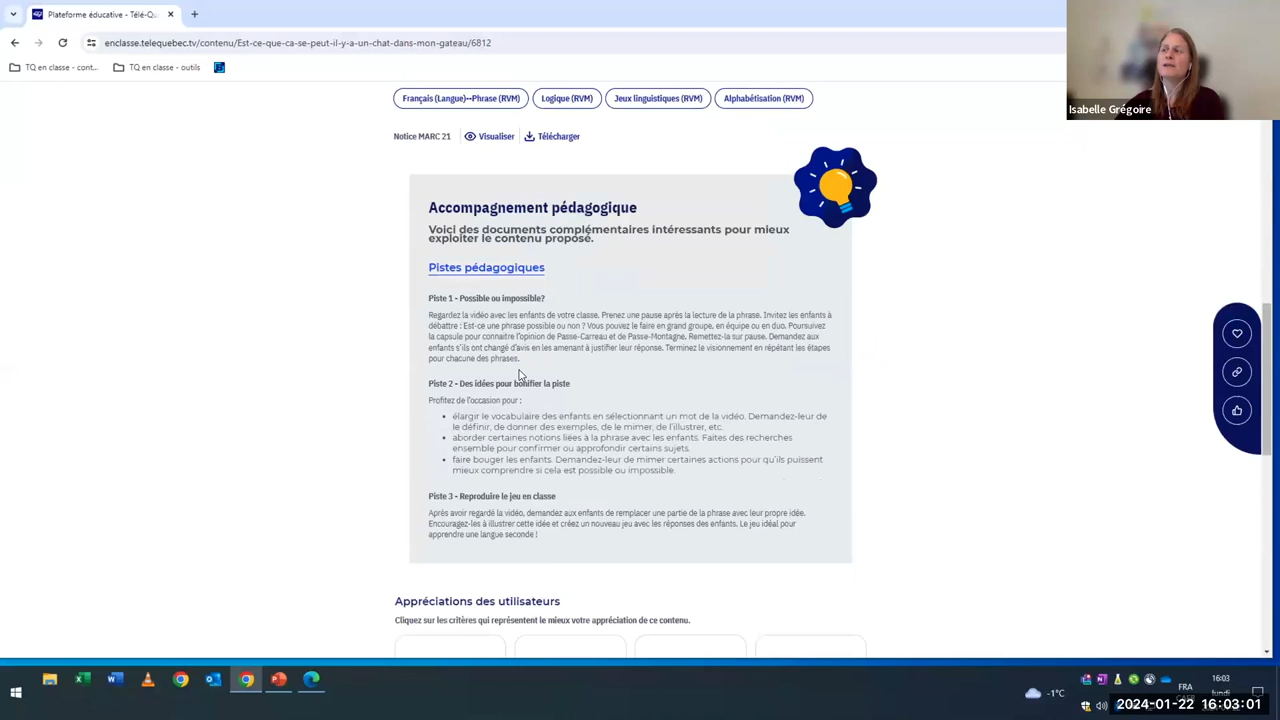 Plateforme éducative - Télé-Qu
enclasse.telequebec.tv/contenu/Est-ce-que-ca-se-peut-il-y-a-un-chat-dans-mon-gateau/6812
TQ en classe - cont...
TQ en classe - outils
Isabelle Grégoire
Français (Langue)--Phrase (RVM)
Logique (RVM)
Jeux linguistiques (RVM)
Alphabétisation (RVM)
Notice MARC 21
Visualiser
Télécharger
Accompagnement pédagogique
Voici des documents complémentaires intéressants pour mieux
exploiter le contenu proposé.
Pistes pédagogiques
Piste 1 - Possible ou impossible?
Regardez la vidéo avec les enfants de votre classe. Prenez une pause après la lecture de la phrase. Invitez les enfants à
débattre : Est-ce une phrase possible ou non ? Vous pouvez le faire en grand groupe, en équipe ou en duo. Poursuivez
la capsule pour connaitre l'opinion de Passe-Carreau et de Passe-Montagne. Remettez-la sur pause. Demandez aux
enfants s'ils ont changé d'avis en les amenant à justifier leur réponse. Terminez le visionnement en répétant les étapes
pour chacune des phrases.
Piste 2 - Des idées pour bonifier la piste
Profitez de l'occasion pour :
• élargir le vocabulaire des enfants en sélectionnant un mot de la vidéo. Demandez-leur de
le définir, de donner des exemples, de le mimer, de l'illustrer, etc.
• aborder certaines notions liées à la phrase avec les enfants. Faites des recherches
ensemble pour confirmer ou approfondir certains sujets.
• faire bouger les enfants. Demandez-leur de mimer certaines actions pour qu'ils puissent
mieux comprendre si cela est possible ou impossible.
Piste 3 - Reproduire le jeu en classe
Après avoir regardé la vidéo, demandez aux enfants de remplacer une partie de la phrase avec leur propre idée.
Encouragez-les à illustrer cette idée et créez un nouveau jeu avec les réponses des enfants. Le jeu idéal pour
apprendre une langue seconde !
Appréciations des utilisateurs
Cliquez sur les critères qui représentent le mieux votre appréciation de ce contenu.
-1°C
FRA
16:03
lundi
2024-01-22 16:03:01